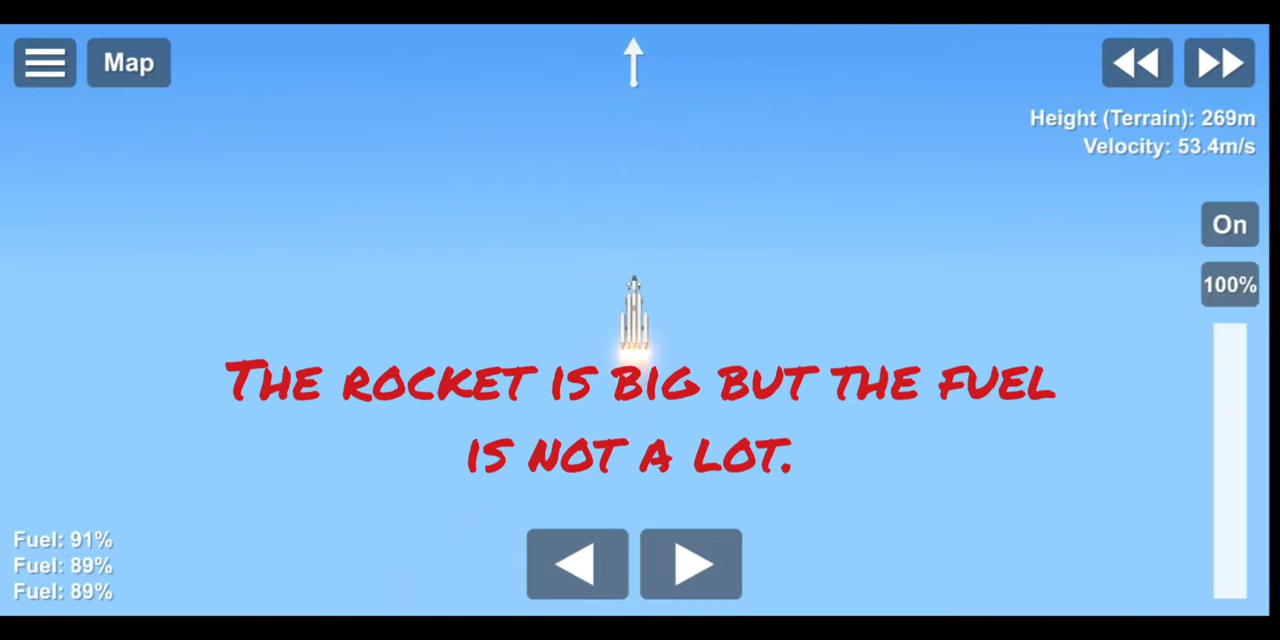 Map
Height (Terrain): 269m
Velocity: 53.4m/s
On
100%
THE ROCKET IS BIG BUT THE FUEL
IS NOT A LOT.
Fuel: 91%
Fuel: 89%
Fuel: 89%